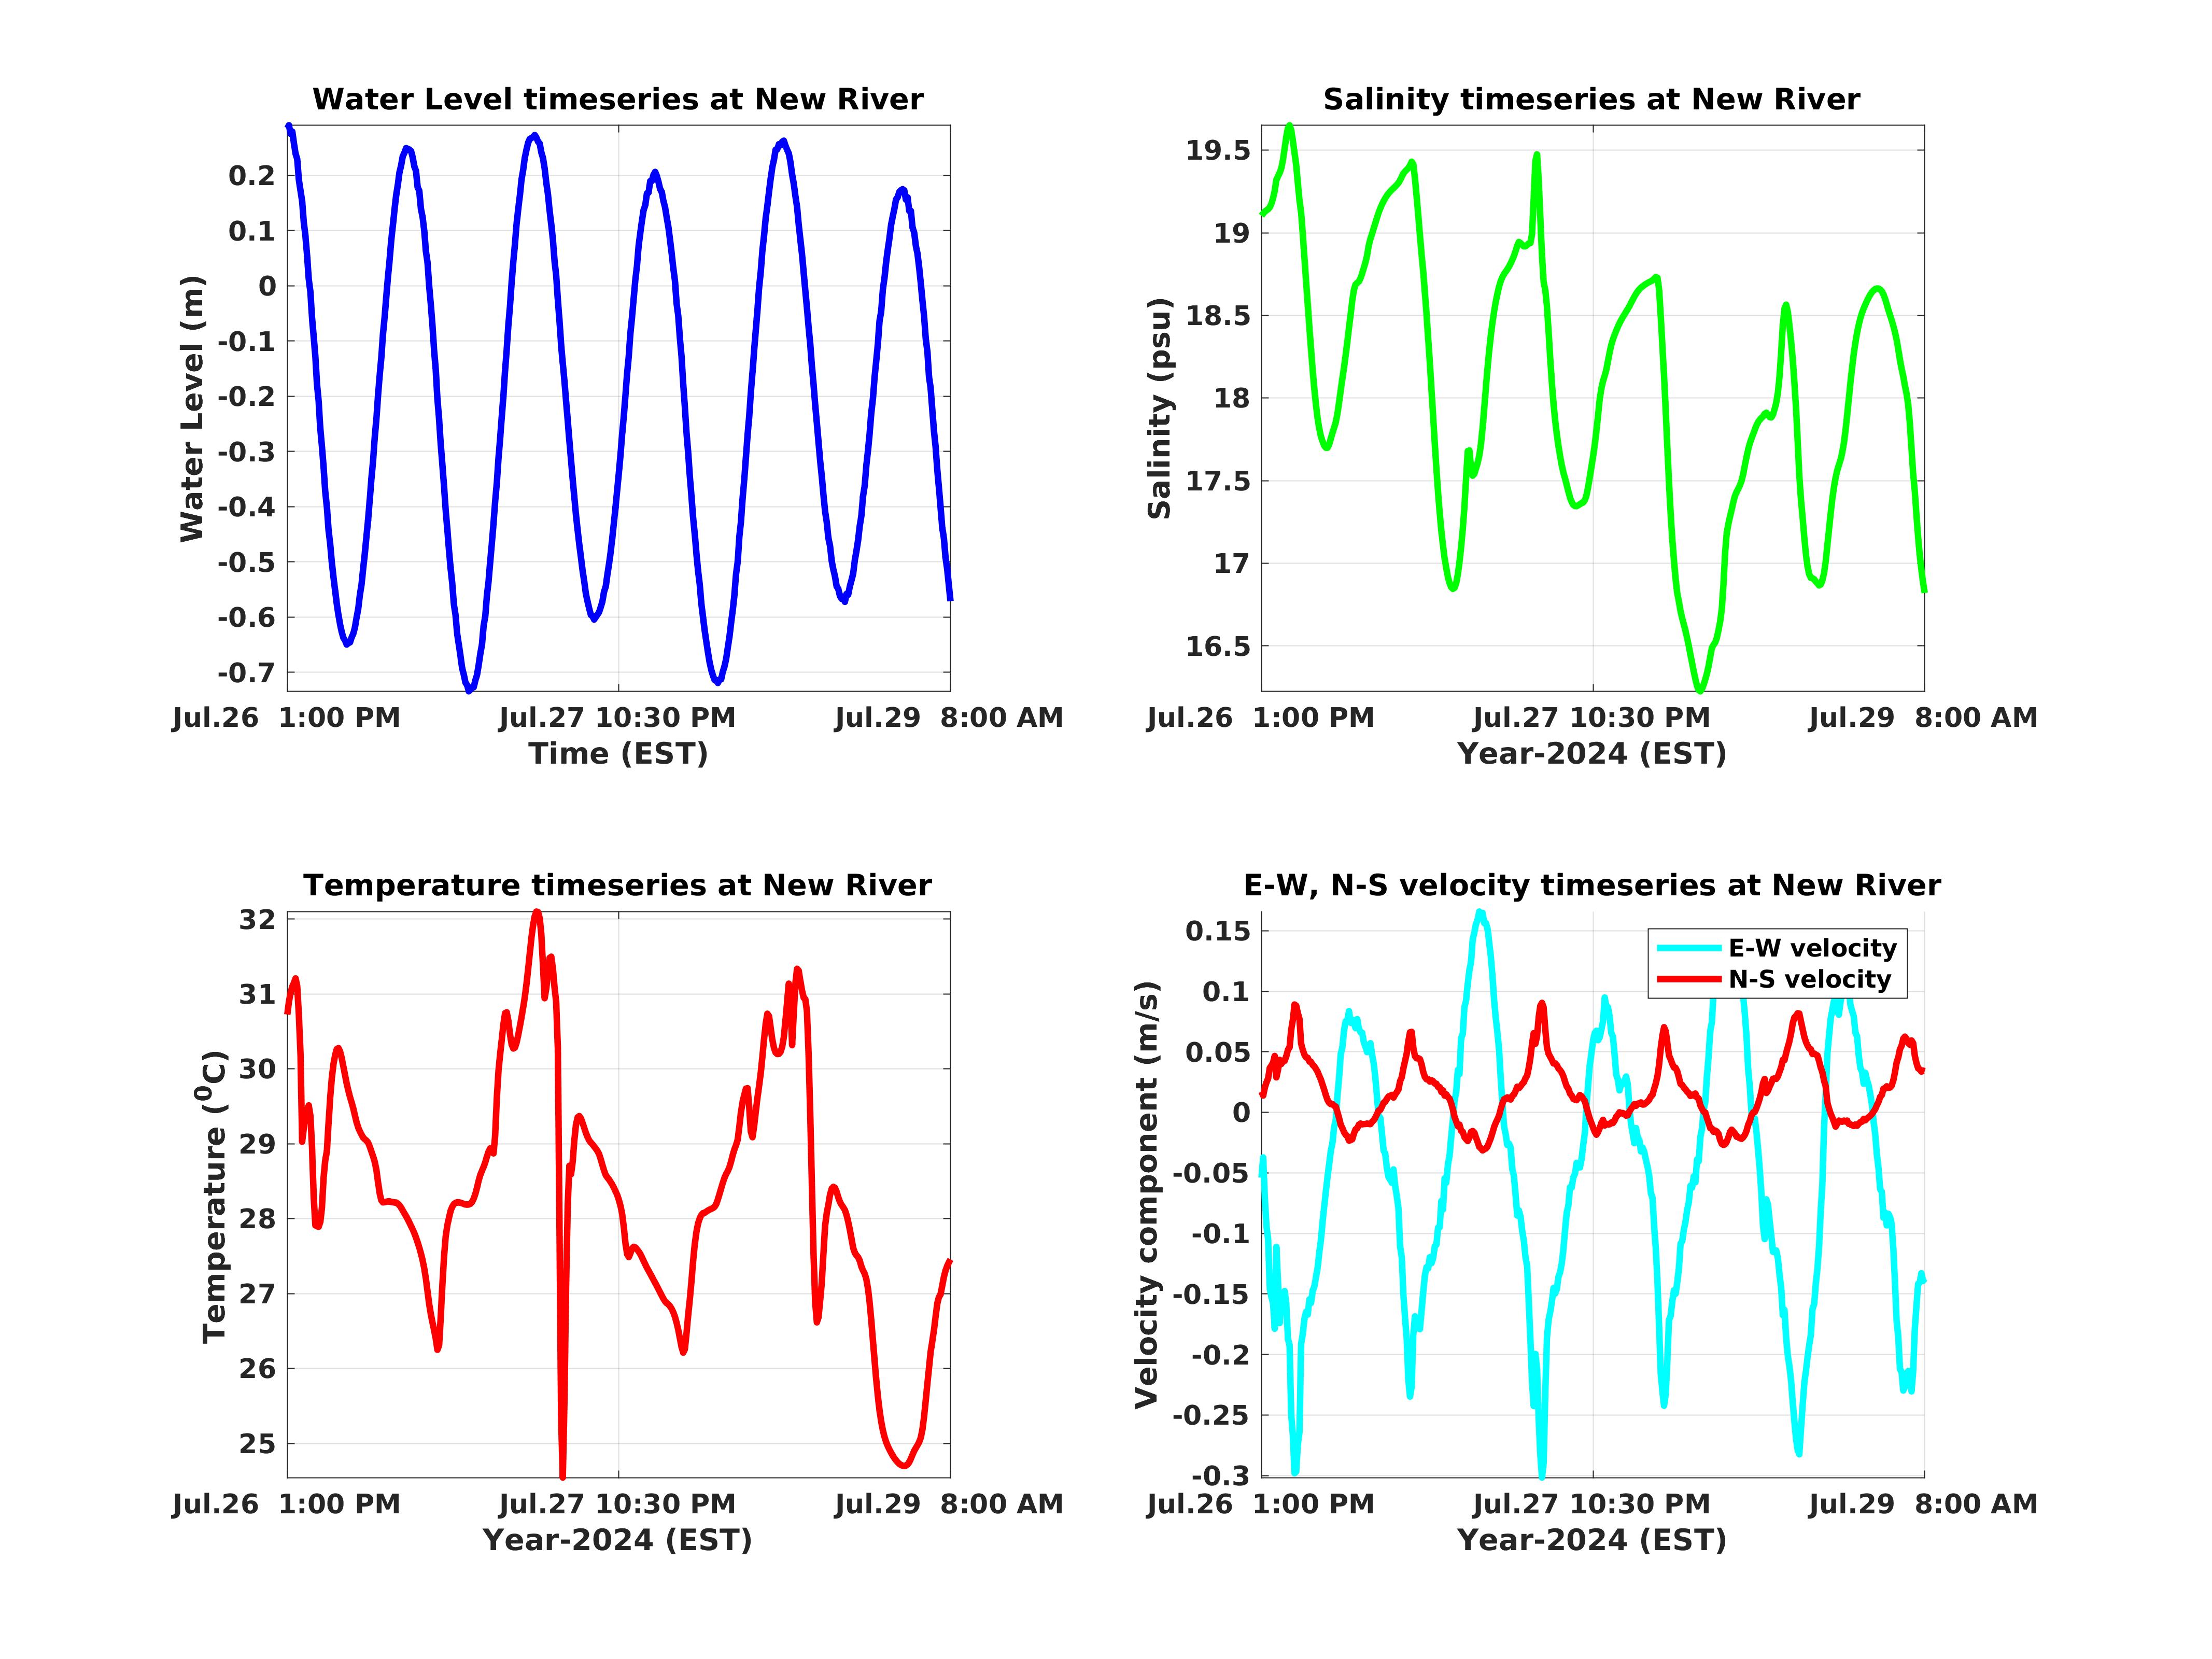 Water Level timeseries at New River
Water Level (m)
0.2
0.1
0
-0.1
-0.2
-0.3
-0.4
-0.5
-0.6
-0.7
Jul.26 1:00 PM
Jul.27 10:30 PM
Jul.29 8:00 AM
Time (EST)
Salinity timeseries at New River
Salinity (psu)
19.5
19
18.5
18
17.5
17
16.5
Jul.26 1:00 PM
Jul.27 10:30 PM
Jul.29 8:00 AM
Year-2024 (EST)
Temperature timeseries at New River
Temperature (⁰C)
32
31
30
29
28
27
26
25
Jul.26 1:00 PM
Jul.27 10:30 PM
Jul.29 8:00 AM
Year-2024 (EST)
E-W, N-S velocity timeseries at New River
Velocity component (m/s)
0.15
0.1
0.05
0
-0.05
-0.1
-0.15
-0.2
-0.25
-0.3
E-W velocity
N-S velocity
Jul.26 1:00 PM
Jul.27 10:30 PM
Jul.29 8:00 AM
Year-2024 (EST)